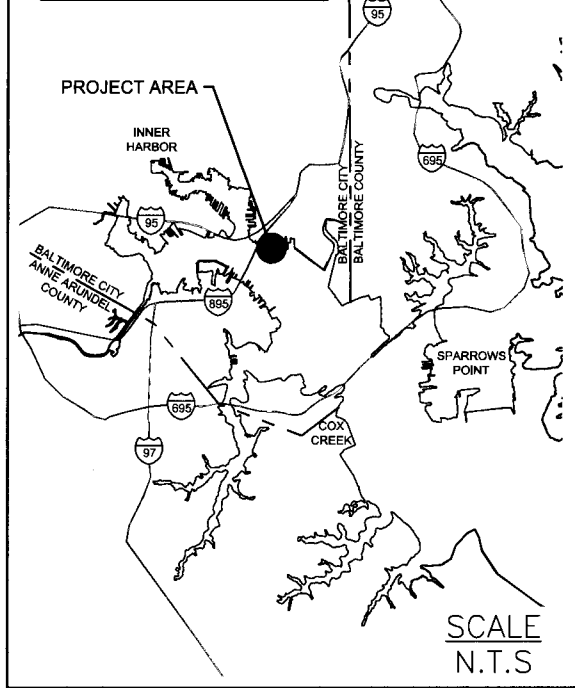 95
PROJECT AREA
INNER
HARBOR
695
95
BALTIMORE CITY
BALTIMORE COUNTY
BALTIMORE CITY
ANNE ARUNDEL
COUNTY
895
SPARROWS
POINT
695
COX
CREEK
97
SCALE
N.T.S